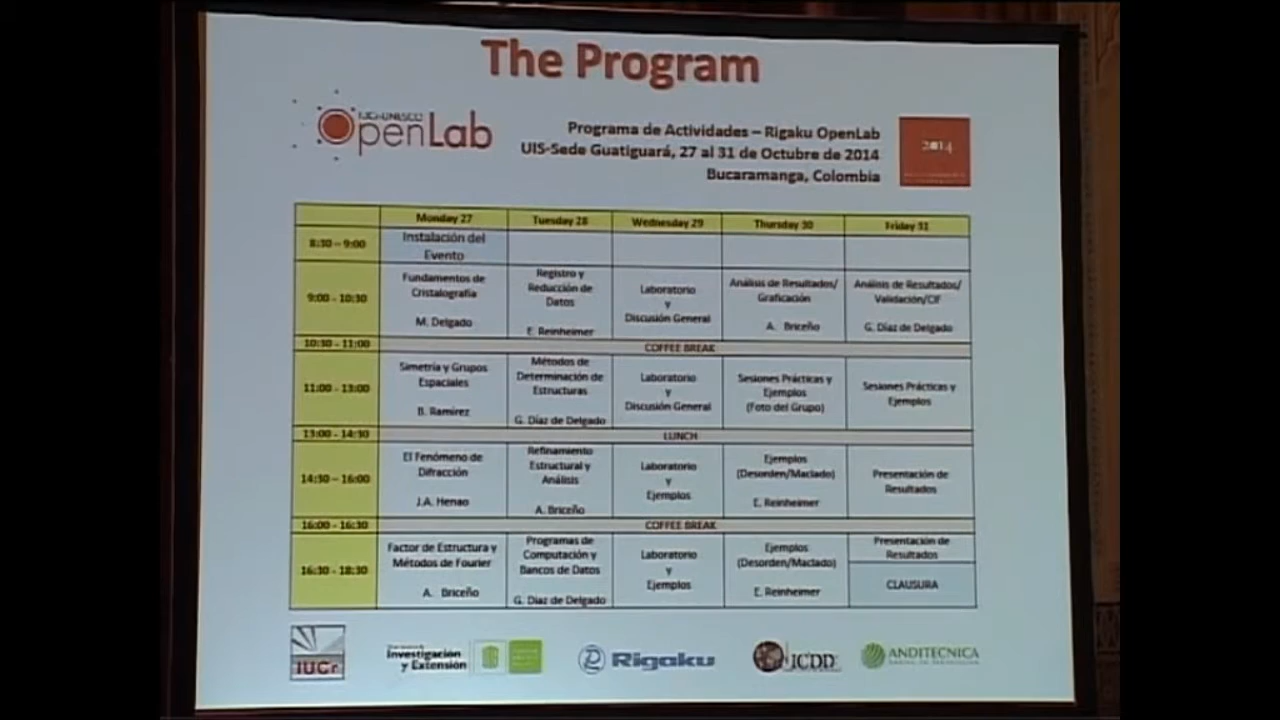 The Program
IUCr-UNESCO
OpenLab
Programa de Actividades – Rigaku OpenLab
UIS-Sede Guatiguará, 27 al 31 de Octubre de 2014
Bucaramanga, Colombia
2014
Monday 27 Tuesday 28 Wednesday 29 Thursday 30 Friday 31
8:30 – 9:00
Instalación del
Evento
9:00 - 10:30
Fundamentos de
Cristalografía
M. Delgado
Registro y
Reducción de
Datos
E. Reinheimer
Laboratorio
y
Discusión General
Análisis de Resultados/
Graficación
A. Briceño
Análisis de Resultados/
Validación/CIF
G. Díaz de Delgado
10:30 - 11:00 COFFEE BREAK
11:00 - 13:00
Simetría y Grupos
Espaciales
B. Ramírez
Métodos de
Determinación de
Estructuras
G. Díaz de Delgado
Laboratorio
y
Discusión General
Sesiones Prácticas y
Ejemplos
(Foto del Grupo)
Sesiones Prácticas y
Ejemplos
13:00 - 14:30 LUNCH
14:30 – 16:00
El Fenómeno de
Difracción
J.A. Henao
Refinamiento
Estructural y
Análisis
A. Briceño
Laboratorio
y
Ejemplos
Ejemplos
(Desorden/Maclado)
E. Reinheimer
Presentación de
Resultados
16:00 - 16:30 COFFEE BREAK
16:30 - 18:30
Factor de Estructura y
Métodos de Fourier
A. Briceño
Programas de
Computación y
Bancos de Datos
G. Díaz de Delgado
Laboratorio
y
Ejemplos
Ejemplos
(Desorden/Maclado)
E. Reinheimer
Presentación de
Resultados
CLAUSURA
IUCr
Investigación
y Extensión
Rigaku
ICDD
ANDITECNICA